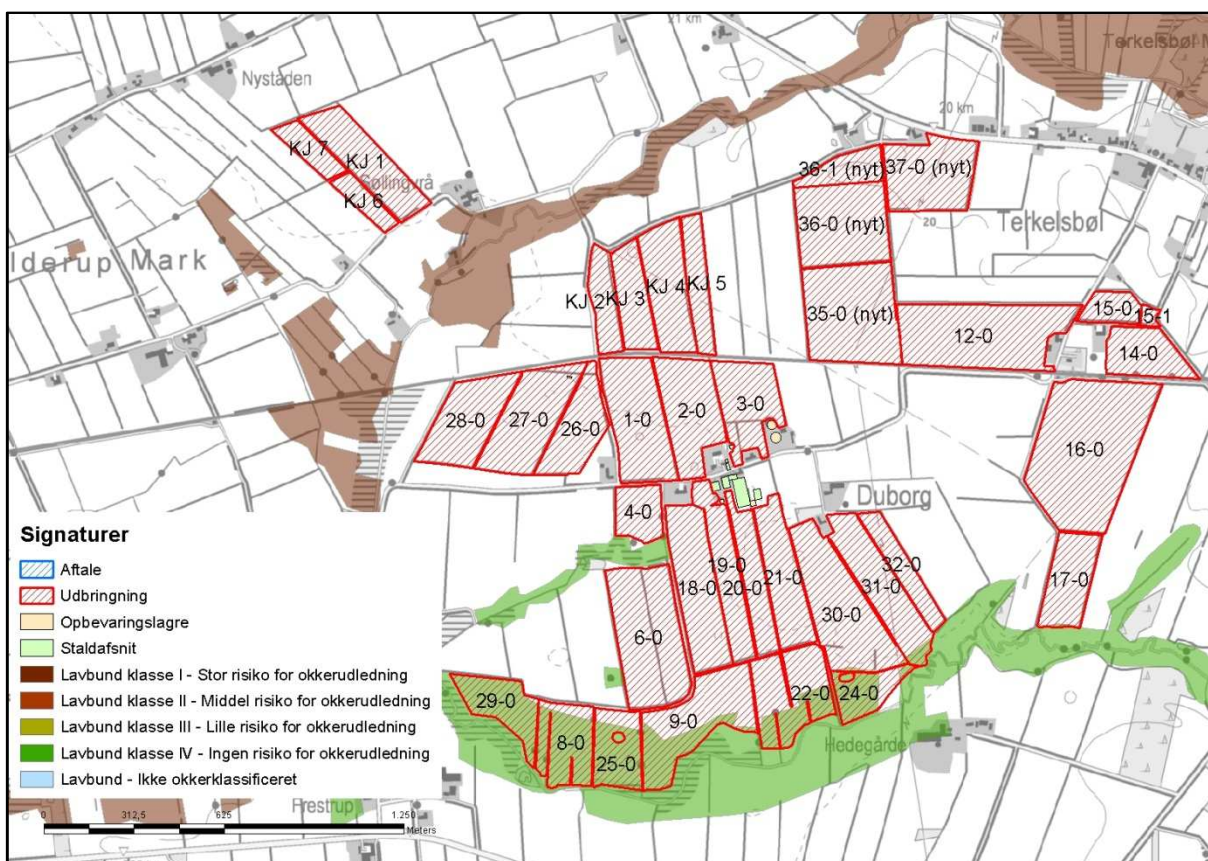 21 km
Terkelsbøl M
Nystaden
20 km
KJ 7
KJ 1
36-1 (nyt)
37-0 (nyt)
Søllingvrå
KJ 6
36-0 (nyt)
20
Terkelsbøl
lderup Mark
KJ 2
KJ 3
KJ 4
KJ 5
35-0 (nyt)
12-0
15-0
15-1
14-0
28-0
27-0
26-0
1-0
2-0
3-0
16-0
4-0
Duborg
Signaturer
Aftale
Udbringning
Opbevaringslagre
Staldafsnit
Lavbund klasse I - Stor risiko for okkerudledning
Lavbund klasse II - Middel risiko for okkerudledning
Lavbund klasse III - Lille risiko for okkerudledning
Lavbund klasse IV - Ingen risiko for okkerudledning
Lavbund - Ikke okkerklassificeret
19-0
18-0
20-0
21-0
32-0
31-0
30-0
17-0
6-0
29-0
22-0
24-0
9-0
8-0
25-0
Hedegårde
Frestrup
0
312,5
625
1.250
Meters